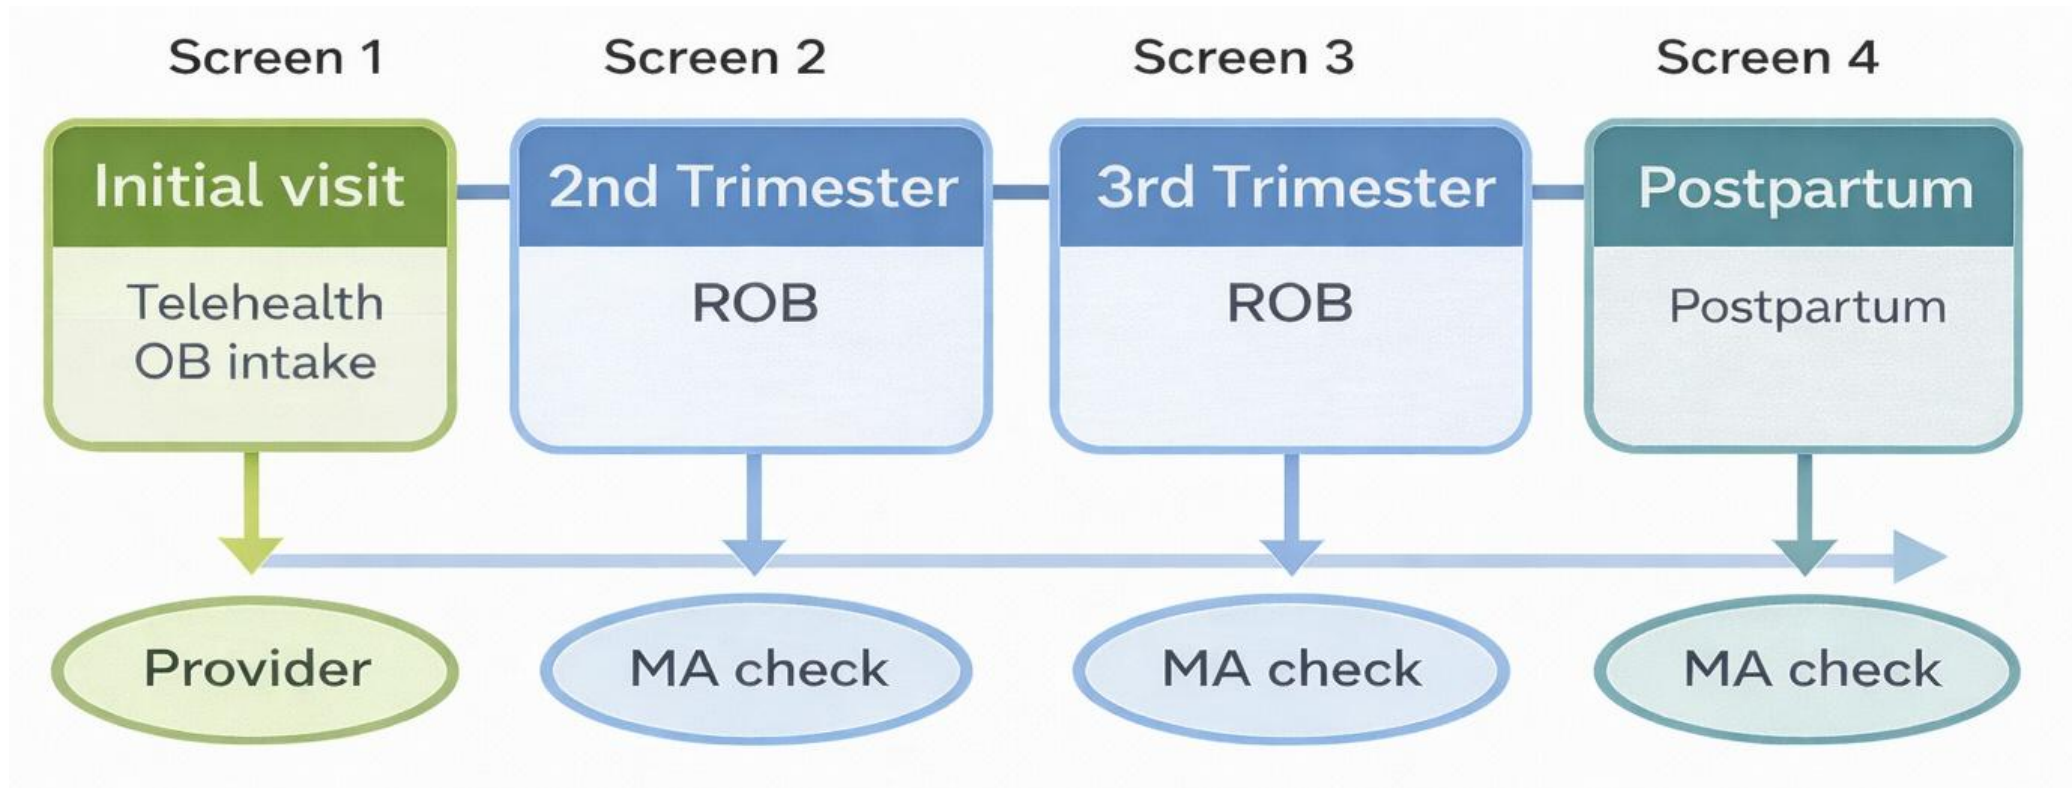 Screen 1
Screen 2
Screen 3
Screen 4
Initial visit
2nd Trimester
3rd Trimester
Postpartum
Telehealth
OB intake
ROB
ROB
Postpartum
Provider
MA check
MA check
MA check